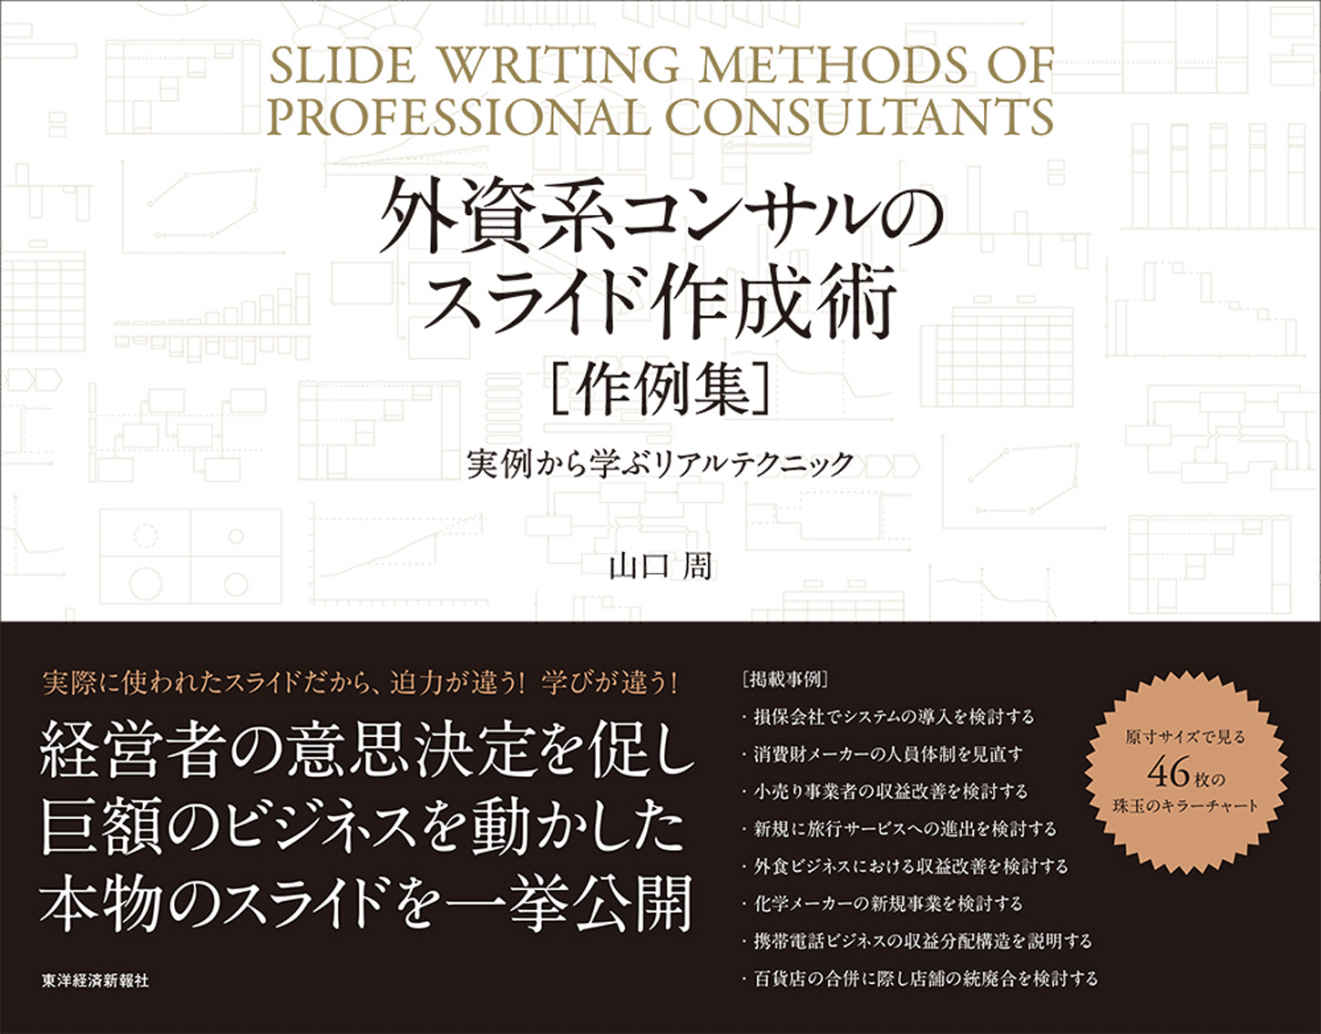 SLIDE WRITING METHODS OF
PROFESSIONAL CONSULTANTS
外資系コンサルの
スライド作成術
［作例集］
実例から学ぶリアルテクニック
山口 周
実際に使われたスライドだから、迫力が違う! 学びが違う!
経営者の意思決定を促し
巨額のビジネスを動かした
本物のスライドを一挙公開
東洋経済新報社
［掲載事例］
・損保会社でシステムの導入を検討する
・消費財メーカーの人員体制を見直す
・小売り事業者の収益改善を検討する
・新規に旅行サービスへの進出を検討する
・外食ビジネスにおける収益改善を検討する
・化学メーカーの新規事業を検討する
・携帯電話ビジネスの収益分配構造を説明する
・百貨店の合併に際し店舗の統廃合を検討する
原寸サイズで見る
46枚の
珠玉のキラーチャート